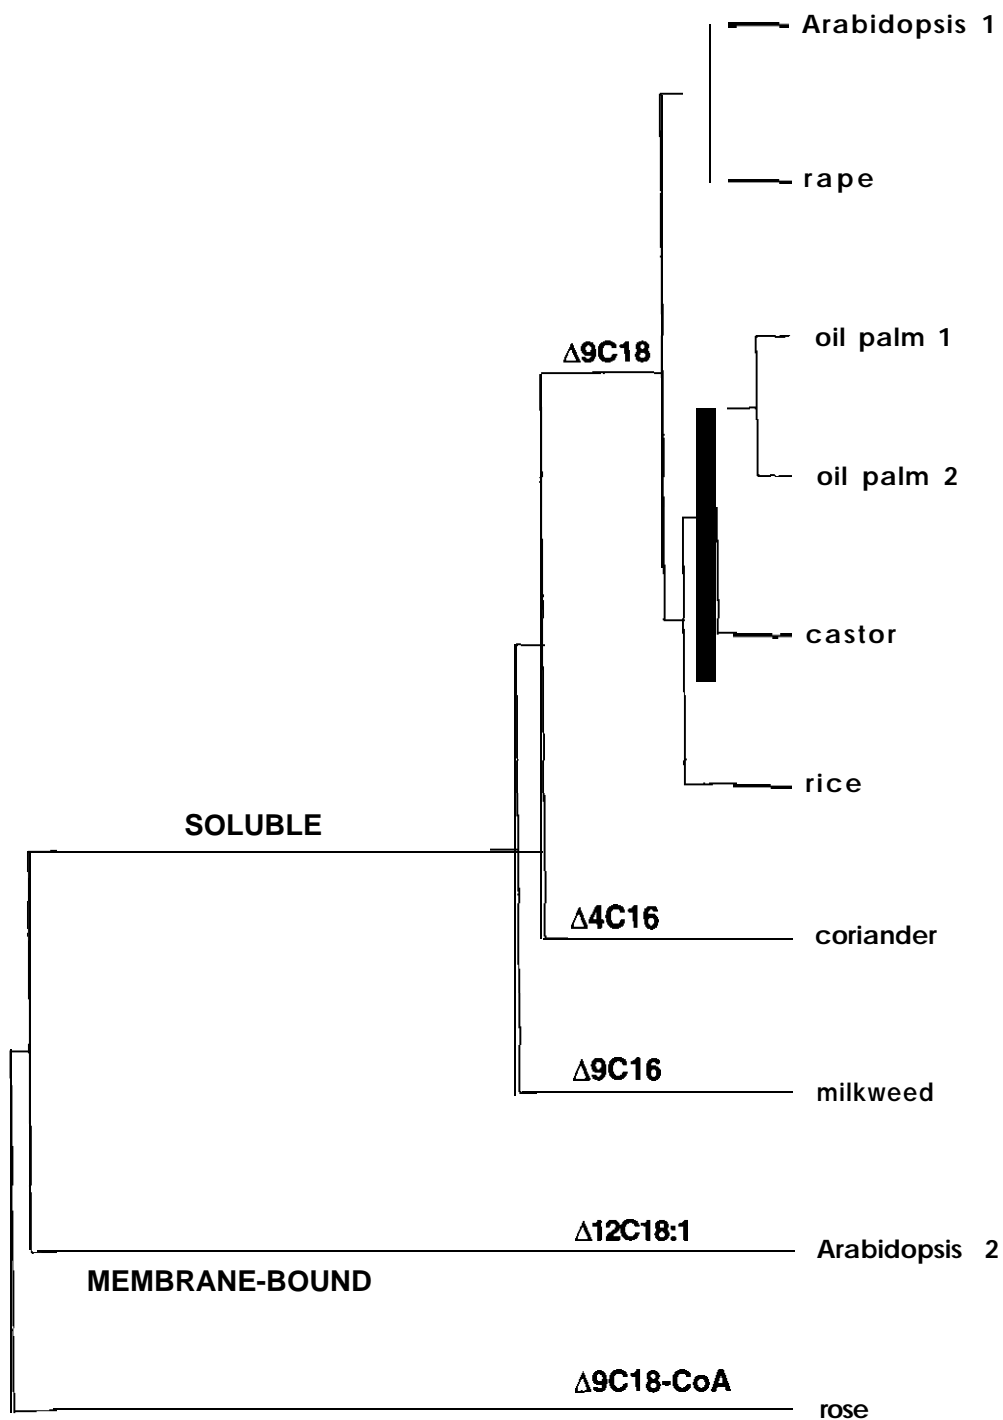 Arabidopsis 1
rape
oil palm 1
Δ9C18
oil palm 2
castor
rice
SOLUBLE
Δ4C16
coriander
Δ9C16
milkweed
Δ12C18:1
Arabidopsis 2
MEMBRANE-BOUND
Δ9C18-CoA
rose